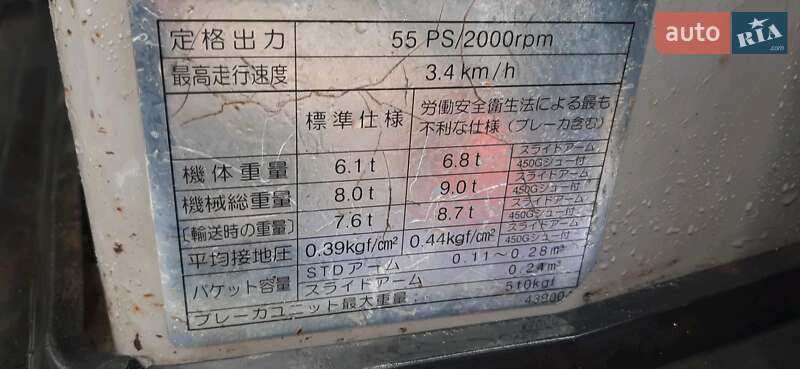 auto RIA.com
定格出力 55 PS/2000rpm
最高走行速度 3.4km/h
標準仕様 労働安全衛生法による最も
不利な仕様(ブレーカ含む)
機体重量 6.1t 6.8t スライドアーム
450Gシュー付
機械総重量 8.0t 9.0t スライドアーム
450Gシュー付
〔輸送時の重量〕 7.6t 8.7t スライドアーム
450Gシュー付
平均接地圧 0.39kgf/cm² 0.44kgf/cm² スライドアーム
450Gシュー付
バケット容量 STDアーム 0.11~0.28m³
スライドアーム 0.24m³
ブレーカユニット最大重量: 510kgf
43900